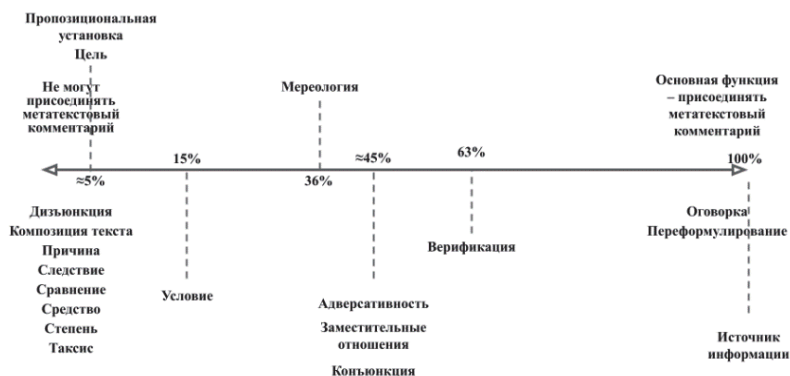 Пропозициональная
установка
Цель
Не могут
присоединять
метатекстовый
комментарий
Мереология
Основная функция
– присоединять
метатекстовый
комментарий
15%
≈45%
63%
100%
≈5%
36%
Дизъюнкция
Композиция текста
Причина
Следствие
Сравнение
Средство
Степень
Таксис
Условие
Адверсативность
Заместительные
отношения
Конъюнкция
Верификация
Оговорка
Переформулирование
Источник
информации